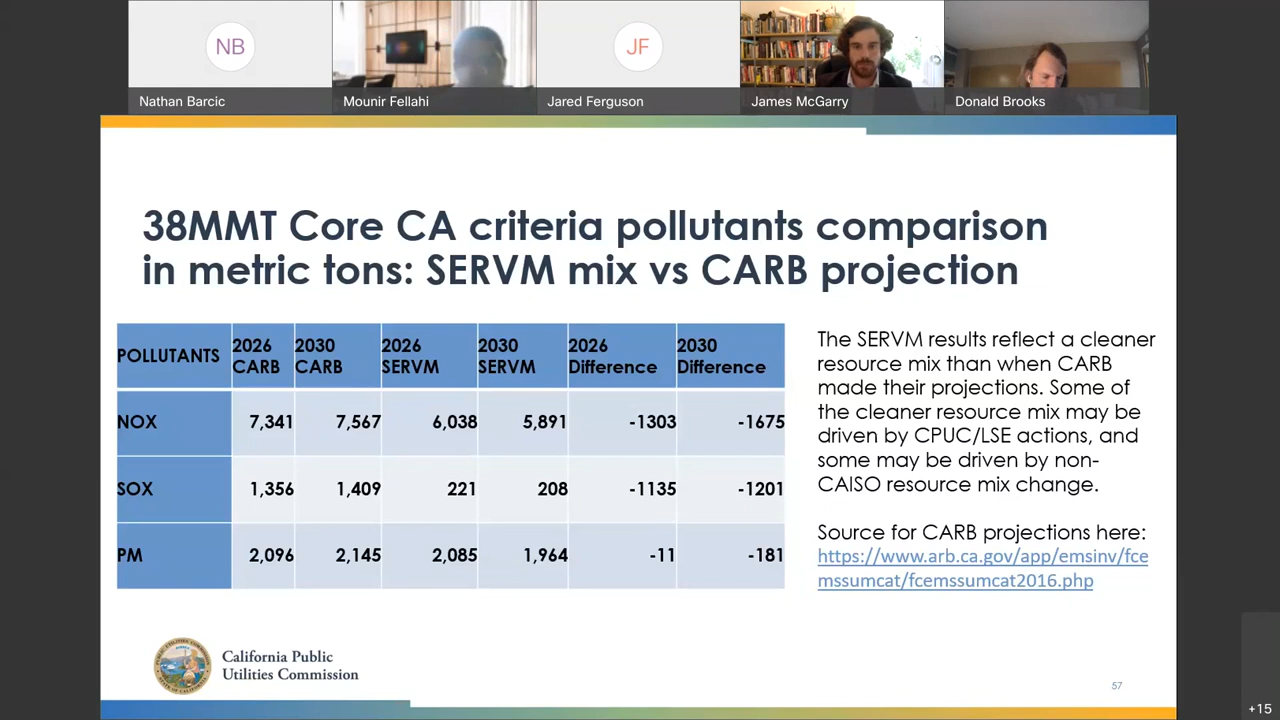 NB
JF
Nathan Barcic
Mounir Fellahi
Jared Ferguson
James McGarry
Donald Brooks
38MMT Core CA criteria pollutants comparison
in metric tons: SERVM mix vs CARB projection
POLLUTANTS 2026 CARB 2030 CARB 2026 SERVM 2030 SERVM 2026 Difference 2030 Difference
NOX 7,341 7,567 6,038 5,891 -1303 -1675
SOX 1,356 1,409 221 208 -1135 -1201
PM 2,096 2,145 2,085 1,964 -11 -181
The SERVM results reflect a cleaner
resource mix than when CARB
made their projections. Some of
the cleaner resource mix may be
driven by CPUC/LSE actions, and
some may be driven by non-
CAISO resource mix change.
Source for CARB projections here:
https://www.arb.ca.gov/app/emsinv/fce
mssumcat/fcemssumcat2016.php
California Public
Utilities Commission
57
+15